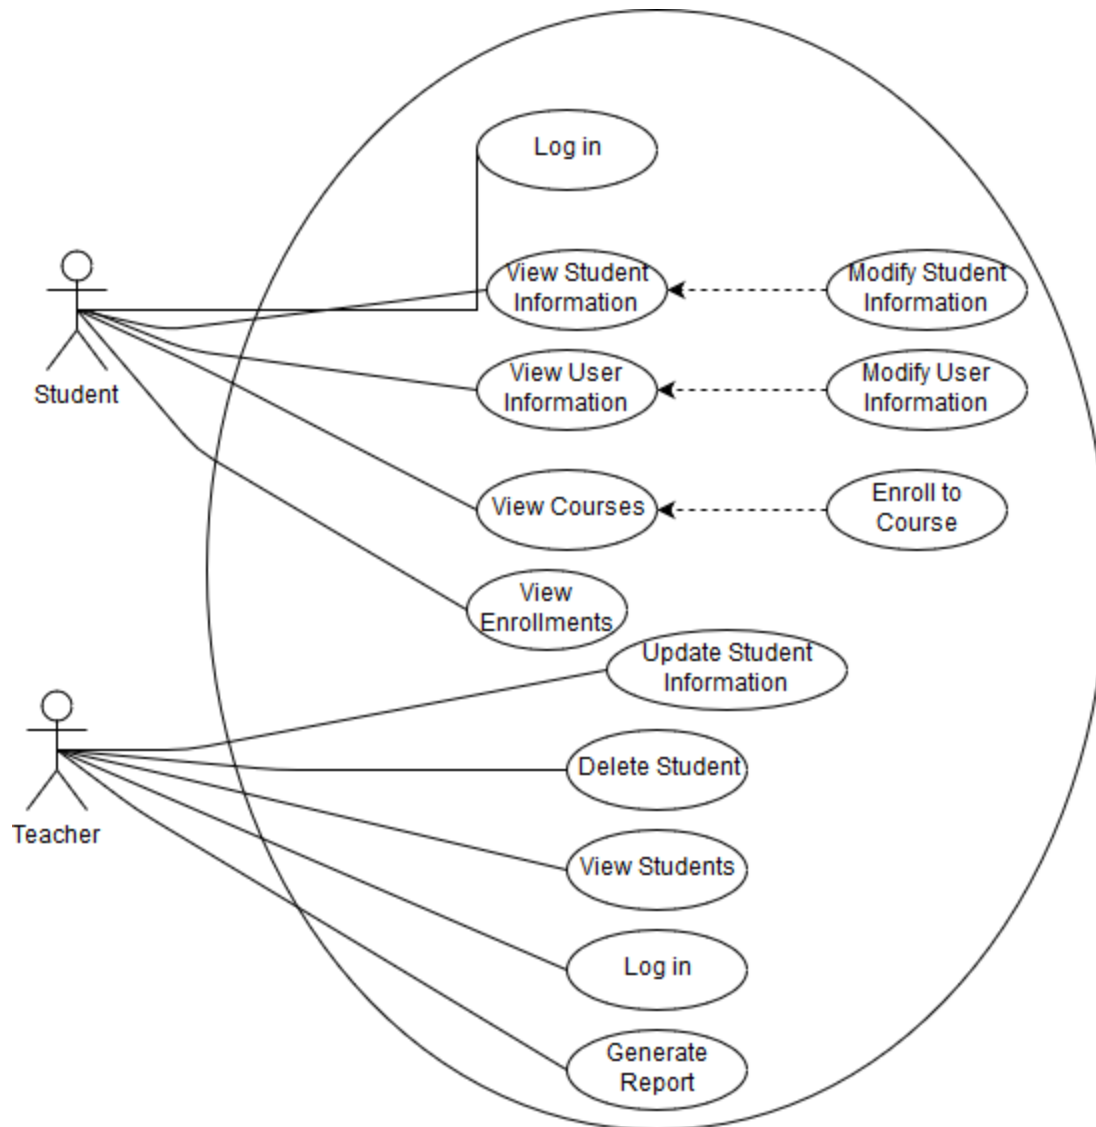 Log in
View Student
Information
Modify Student
Information
Student
View User
Information
Modify User
Information
View Courses
Enroll to
Course
View
Enrollments
Update Student
Information
Teacher
Delete Student
View Students
Log in
Generate
Report